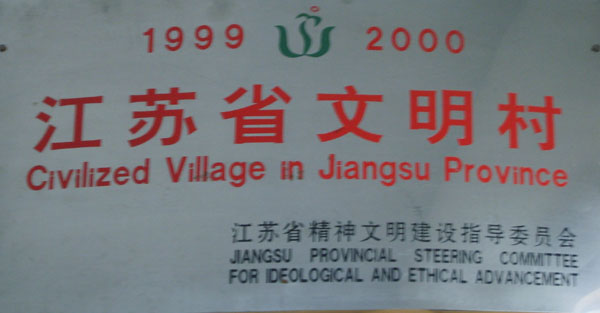 1999 2000
江苏省文明村
Civilized Village in Jiangsu Province
江苏省精神文明建设指导委员会
JIANGSU PROVINCIAL STEERING COMMITTEE
FOR IDEOLOGICAL AND ETHICAL ADVANCEMENT